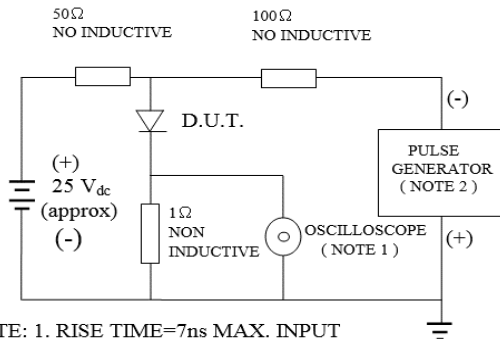 50Ω
NO INDUCTIVE
100Ω
NO INDUCTIVE
D.U.T.
(-)
PULSE
GENERATOR
( NOTE 2 )
(+)
(+)
25 Vdc
(approx)
(-)
1Ω
NON
INDUCTIVE
OSCILLOSCOPE
( NOTE 1 )
TE: 1. RISE TIME=7ns MAX. INPUT